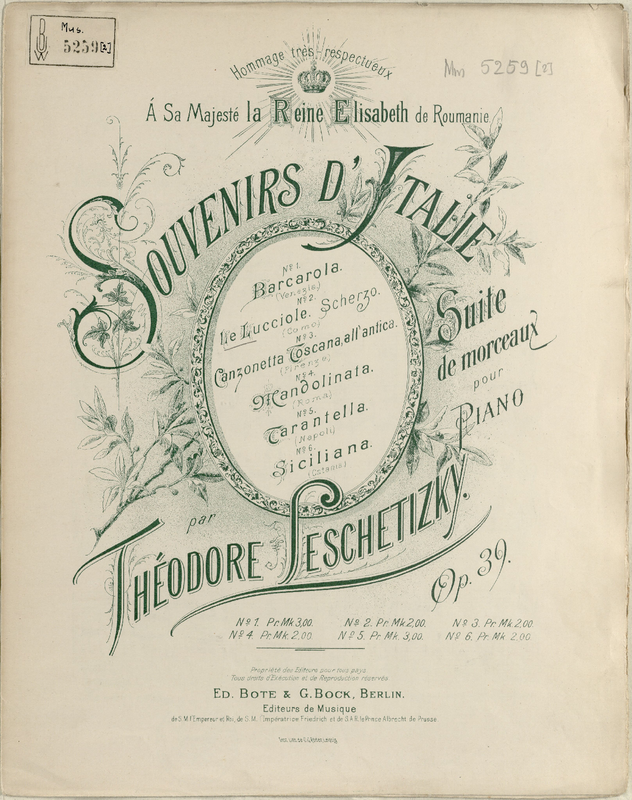 BUW
Mus.
5259[2]
Mus 5259 [2]
Hommage très-respectueux
Á Sa Majesté la Reine Elisabeth de Roumanie
Souvenirs d'Italie
Nº 1.
Barcarola.
(Venezia)
Nº 2.
Le Lucciole. Scherzo.
(Como)
Nº 3.
Canzonetta Toscana, all'antica.
(Firenze)
Nº 4.
Mandolinata.
(Roma)
Nº 5.
Tarantella.
(Napoli)
Nº 6.
Siciliana.
(Catania)
Suite
de morceaux
pour
Piano
par
Théodore Leschetizky.
Op. 39.
Nº 1. Pr. Mk 3,00. Nº 2. Pr. Mk 2,00. Nº 3. Pr. Mk 2,00.
Nº 4 Pr. Mk. 2,00 Nº 5. Pr. Mk. 3,00. Nº 6. Pr. Mk 2,00.
Propriété des Editeurs pour tous pays.
Tous droits d'Exécution et de Reproduction réservés
Ed. Bote & G. Bock, Berlin.
Editeurs de Musique
de S. M. l'Empereur et Roi, de S. M. l'Impératrice Friedrich et de S. A. R. le Prince Albrecht de Prusse.